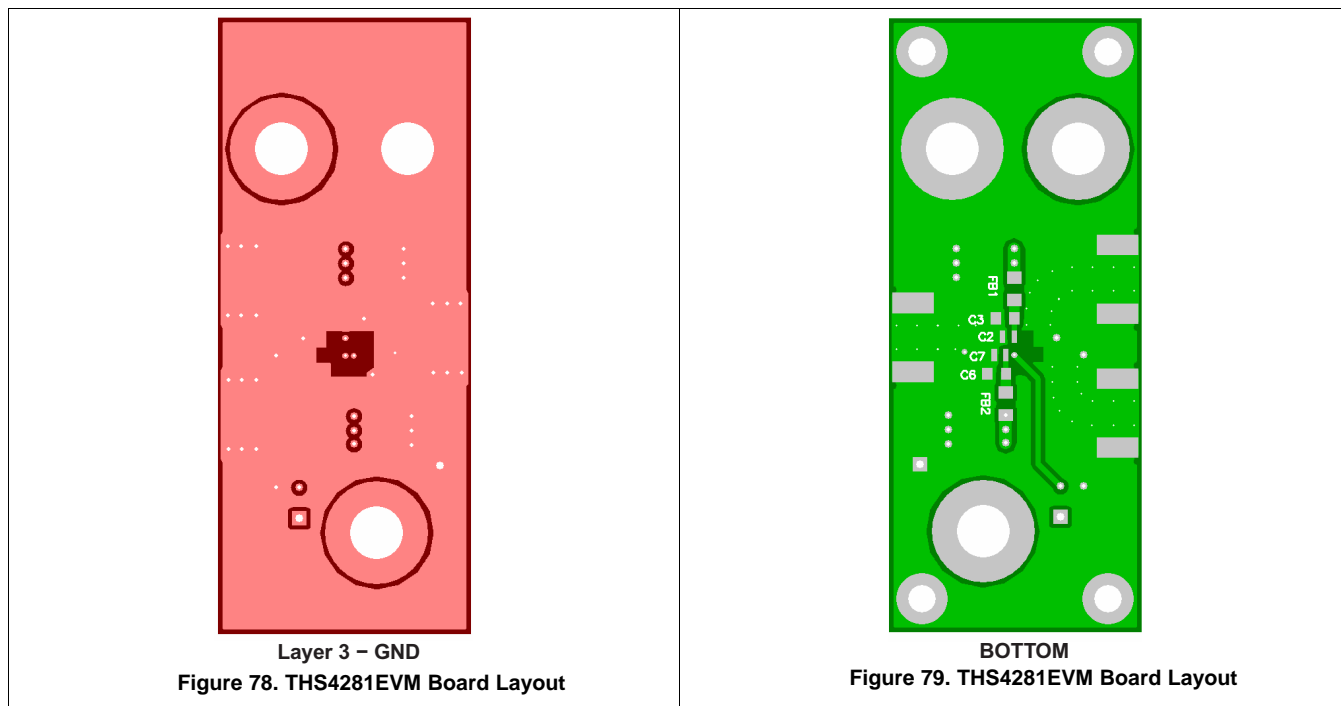 FB1
C3
C2
C7
C6
FB2
Layer 3 − GND
Figure 78. THS4281EVM Board Layout
BOTTOM
Figure 79. THS4281EVM Board Layout